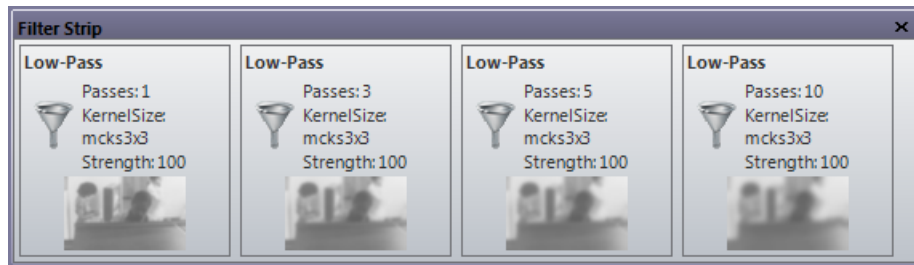 Filter Strip
Low-Pass
Passes: 1
KernelSize:
mcks3x3
Strength: 100
Low-Pass
Passes: 3
KernelSize:
mcks3x3
Strength: 100
Low-Pass
Passes: 5
KernelSize:
mcks3x3
Strength: 100
Low-Pass
Passes: 10
KernelSize:
mcks3x3
Strength: 100